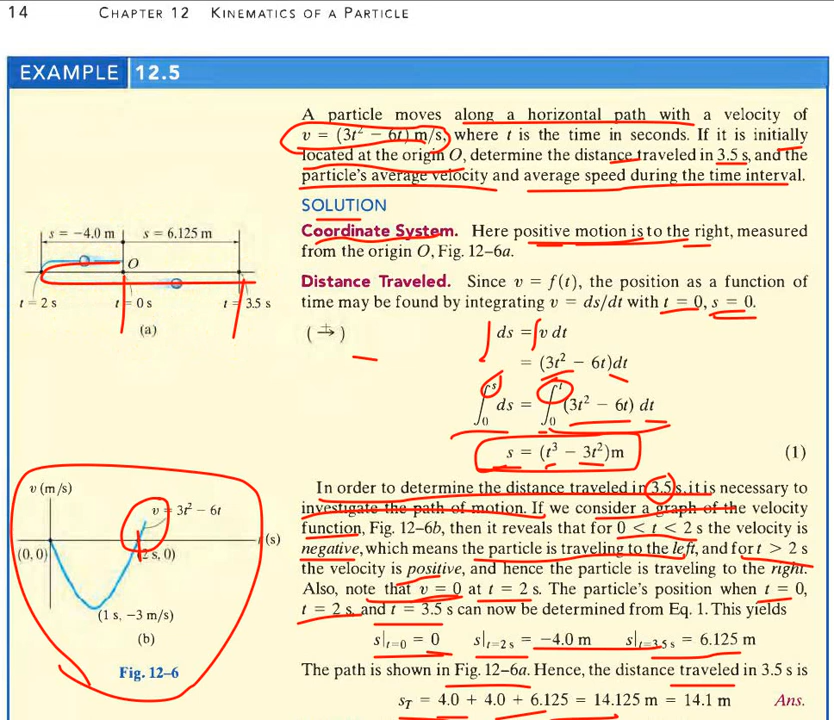 14 CHAPTER 12 KINEMATICS OF A PARTICLE
EXAMPLE 12.5
A particle moves along a horizontal path with a velocity of
v = (3t² − 6t) m/s, where t is the time in seconds. If it is initially
located at the origin O, determine the distance traveled in 3.5 s, and the
particle's average velocity and average speed during the time interval.
SOLUTION
Coordinate System. Here positive motion is to the right, measured
from the origin O, Fig. 12–6a.
Distance Traveled. Since v = f(t), the position as a function of
time may be found by integrating v = ds/dt with t = 0, s = 0.
(⇸) ∫ ds = ∫ v dt
= (3t² − 6t)dt
∫₀ˢ ds = ∫₀ᵗ (3t² − 6t) dt
s = (t³ − 3t²)m (1)
In order to determine the distance traveled in 3.5 s, it is necessary to
investigate the path of motion. If we consider a graph of the velocity
function, Fig. 12–6b, then it reveals that for 0 < t < 2 s the velocity is
negative, which means the particle is traveling to the left, and for t > 2 s
the velocity is positive, and hence the particle is traveling to the right.
Also, note that v = 0 at t = 2 s. The particle's position when t = 0,
t = 2 s, and t = 3.5 s can now be determined from Eq. 1. This yields
s|t=0 = 0 s|t=2 s = −4.0 m s|t=3.5 s = 6.125 m
The path is shown in Fig. 12–6a. Hence, the distance traveled in 3.5 s is
sT = 4.0 + 4.0 + 6.125 = 14.125 m = 14.1 m Ans.
s = −4.0 m s = 6.125 m
O
t = 2 s t = 0 s t = 3.5 s
(a)
v (m/s)
v = 3t² − 6t
(0, 0) (2 s, 0) t (s)
(1 s, −3 m/s)
(b)
Fig. 12–6